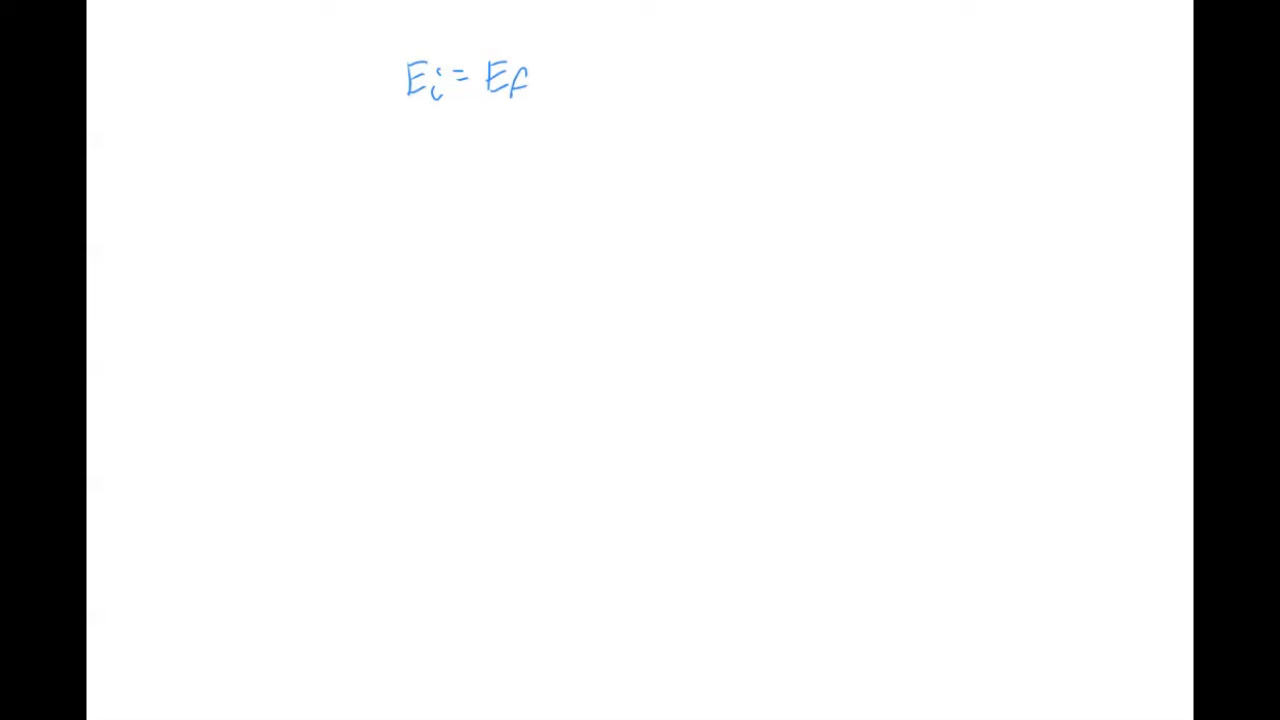 Ei = Ef